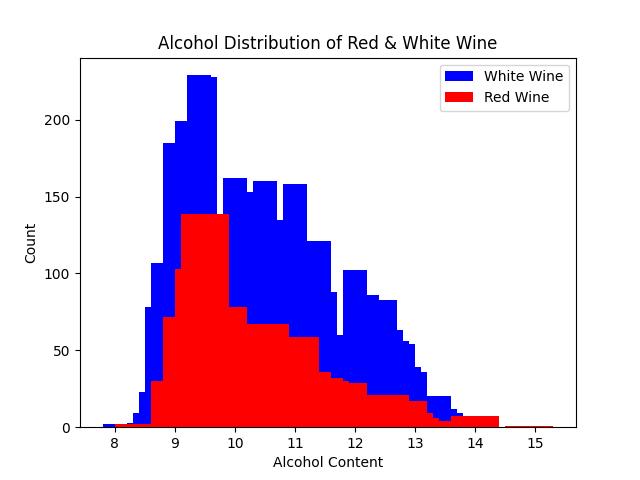 Alcohol Distribution of Red & White Wine
White Wine
Red Wine
200
150
100
50
0
Count
8 9 10 11 12 13 14 15
Alcohol Content